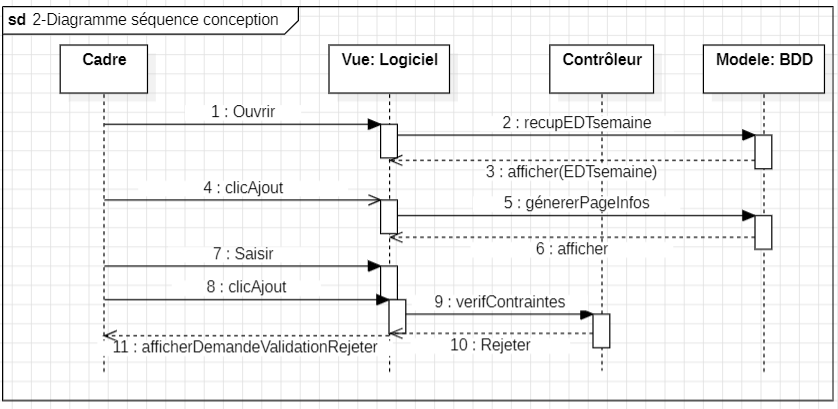 sd 2-Diagramme séquence conception
Cadre
Vue: Logiciel
Contrôleur
Modele: BDD
1 : Ouvrir
2 : recupEDTsemaine
3 : afficher(EDTsemaine)
4 : clicAjout
5 : génererPageInfos
6 : afficher
7 : Saisir
8 : clicAjout
9 : verifContraintes
10 : Rejeter
11 : afficherDemandeValidationRejeter